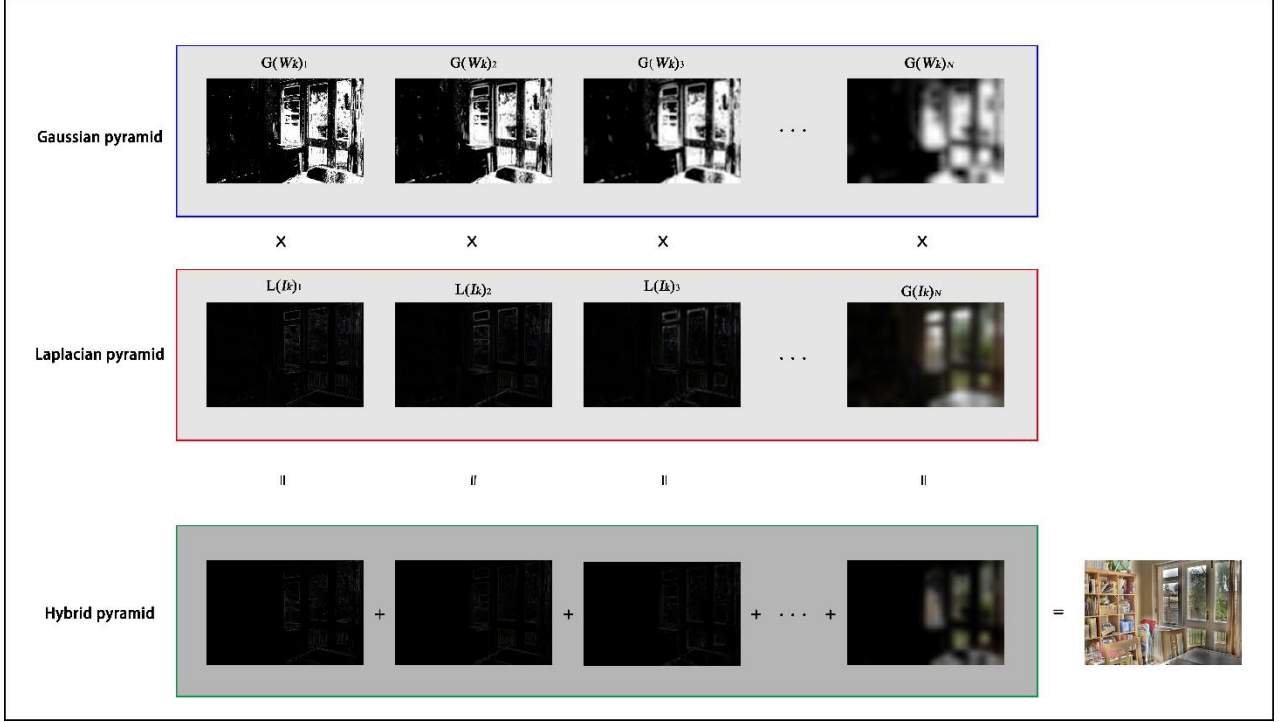 G(Wk)1 G(Wk)2 G(Wk)3 G(Wk)N
Gaussian pyramid
. . .
× × × ×
L(Ik)1 L(Ik)2 L(Ik)3 G(Ik)N
Laplacian pyramid
. . .
= = = =
Hybrid pyramid
+ + + . . . + =